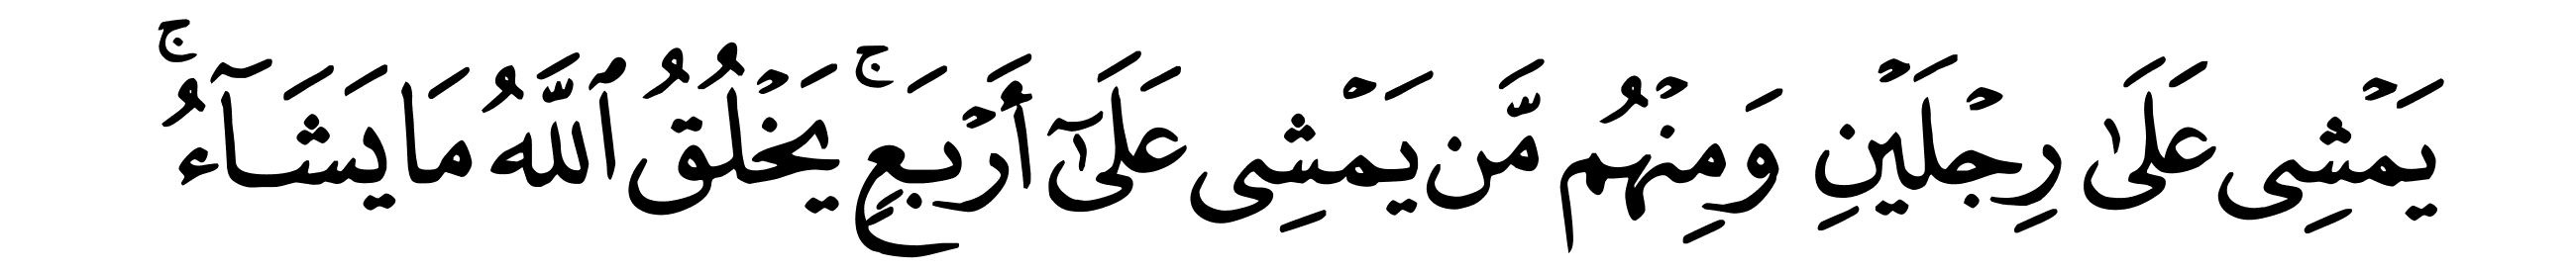 يَمْشِى عَلَىٰ رِجْلَيْنِ وَمِنْهُم مَّن يَمْشِى عَلَىٰٓ أَرْبَعٍۚ يَخْلُقُ ٱللَّهُ مَا يَشَآءُۚ